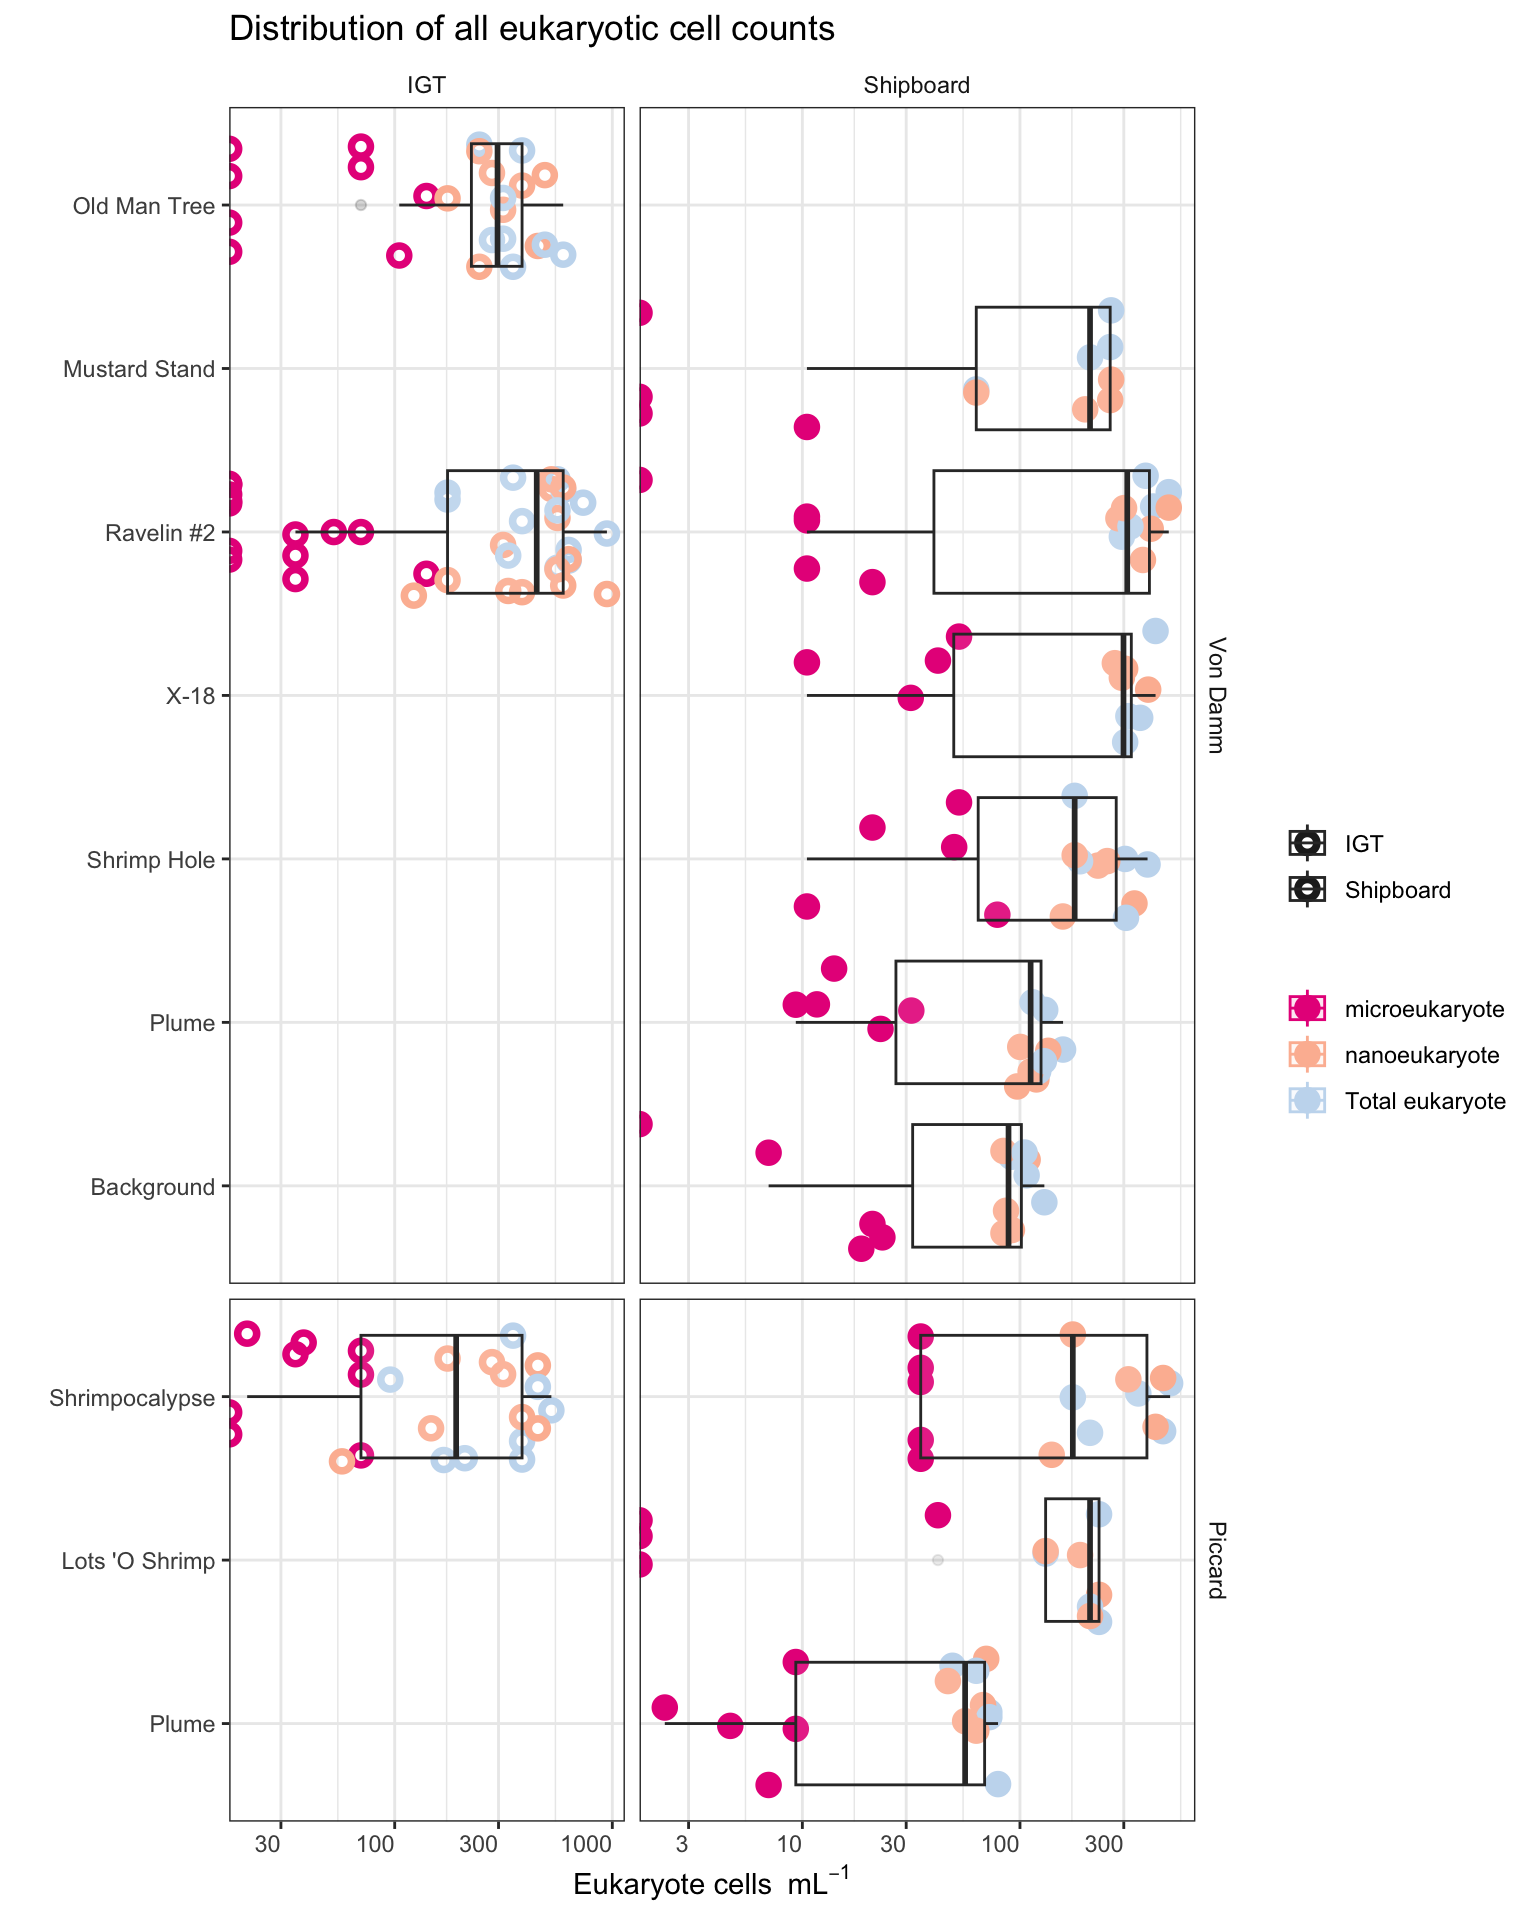 Distribution of all eukaryotic cell counts
IGT
Shipboard
Old Man Tree
Mustard Stand
Ravelin #2
X-18
Shrimp Hole
Plume
Background
Von Damm
Shrimpocalypse
Lots 'O Shrimp
Plume
Piccard
30 100 300 1000
3 10 30 100 300
Eukaryote cells mL⁻¹
IGT
Shipboard
microeukaryote
nanoeukaryote
Total eukaryote